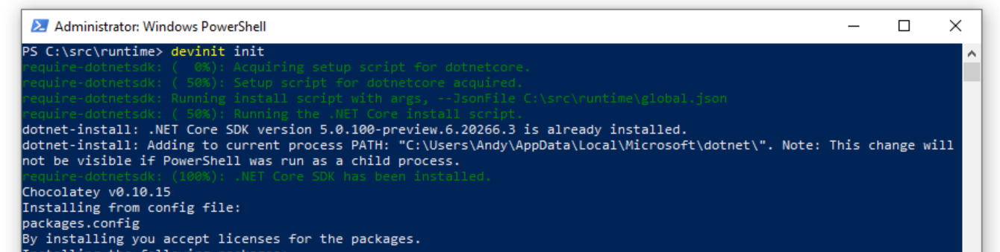 Administrator: Windows PowerShell
PS C:\src\runtime> devinit init
require-dotnetsdk: (  0%): Acquiring setup script for dotnetcore.
require-dotnetsdk: ( 50%): Setup script for dotnetcore acquired.
require-dotnetsdk: Running install script with args, --JsonFile C:\src\runtime\global.json
require-dotnetsdk: ( 50%): Running the .NET Core install script.
dotnet-install: .NET Core SDK version 5.0.100-preview.6.20266.3 is already installed.
dotnet-install: Adding to current process PATH: "C:\Users\Andy\AppData\Local\Microsoft\dotnet\". Note: This change will
not be visible if PowerShell was run as a child process.
require-dotnetsdk: (100%): .NET Core SDK has been installed.
Chocolatey v0.10.15
Installing from config file:
packages.config
By installing you accept licenses for the packages.
Installing the following packages: